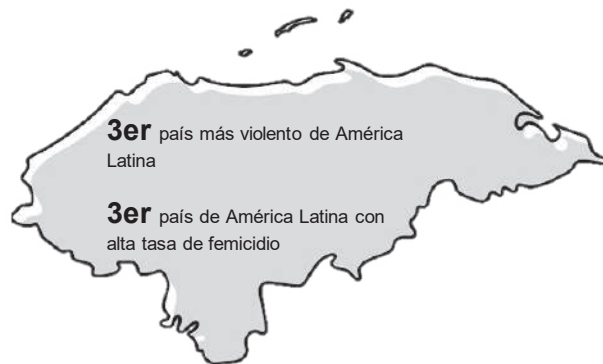 3er país más violento de América
Latina
3er país de América Latina con
alta tasa de femicidio